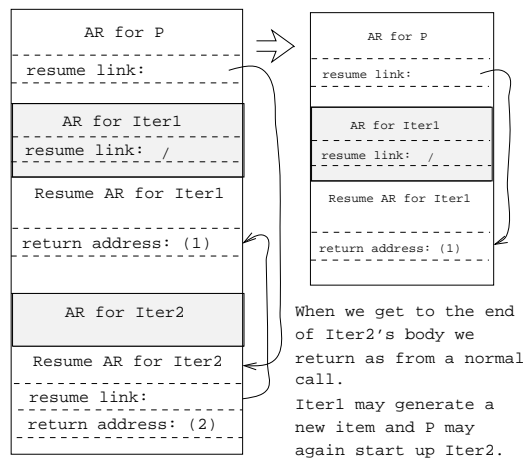 AR for P
resume link:
AR for Iter1
resume link: /
Resume AR for Iter1
return address: (1)
AR for Iter2
Resume AR for Iter2
resume link:
return address: (2)
AR for P
resume link:
AR for Iter1
resume link: /
Resume AR for Iter1
return address: (1)
When we get to the end
of Iter2's body we
return as from a normal
call.
Iter1 may generate a
new item and P may
again start up Iter2.